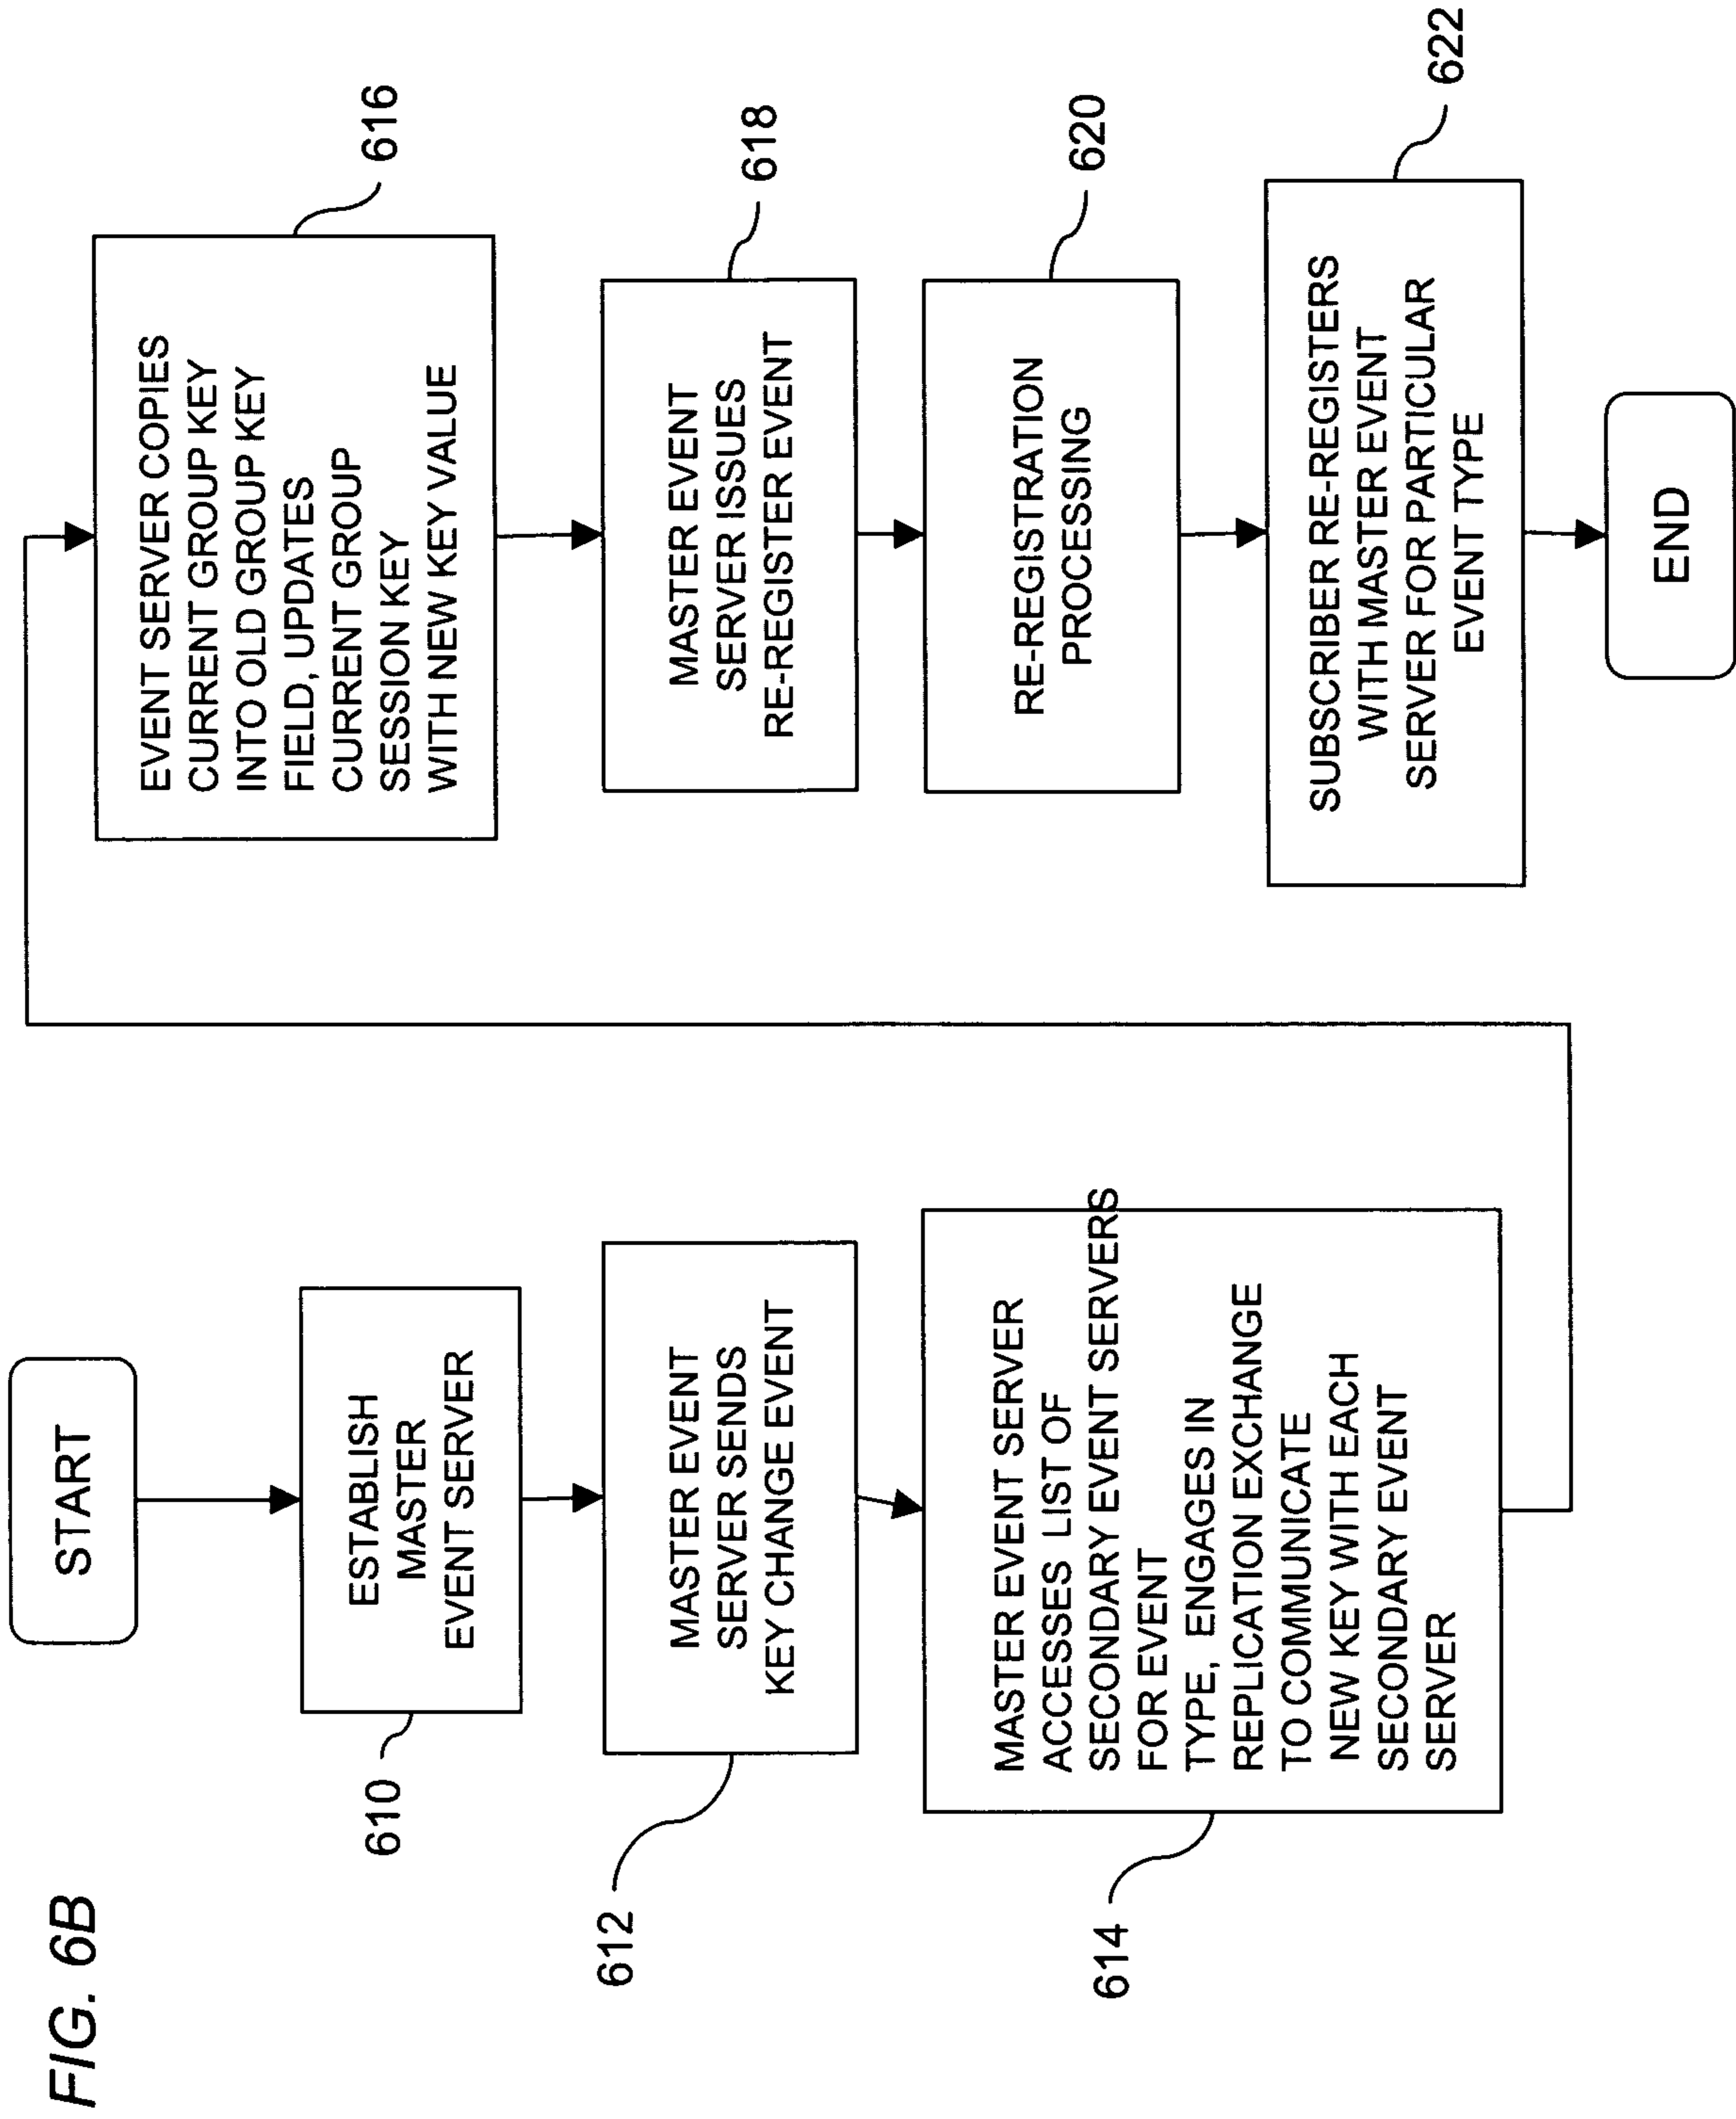 FIG. 6B
START
ESTABLISH
MASTER
EVENT SERVER
610
MASTER EVENT
SERVER SENDS
KEY CHANGE EVENT
612
MASTER EVENT SERVER
ACCESSES LIST OF
SECONDARY EVENT SERVERS
FOR EVENT
TYPE, ENGAGES IN
REPLICATION EXCHANGE
TO COMMUNICATE
NEW KEY WITH EACH
SECONDARY EVENT
SERVER
614
EVENT SERVER COPIES
CURRENT GROUP KEY
INTO OLD GROUP KEY
FIELD, UPDATES
CURRENT GROUP
SESSION KEY
WITH NEW KEY VALUE
616
MASTER EVENT
SERVER ISSUES
RE-REGISTER EVENT
618
RE-REGISTRATION
PROCESSING
620
SUBSCRIBER RE-REGISTERS
WITH MASTER EVENT
SERVER FOR PARTICULAR
EVENT TYPE
622
END